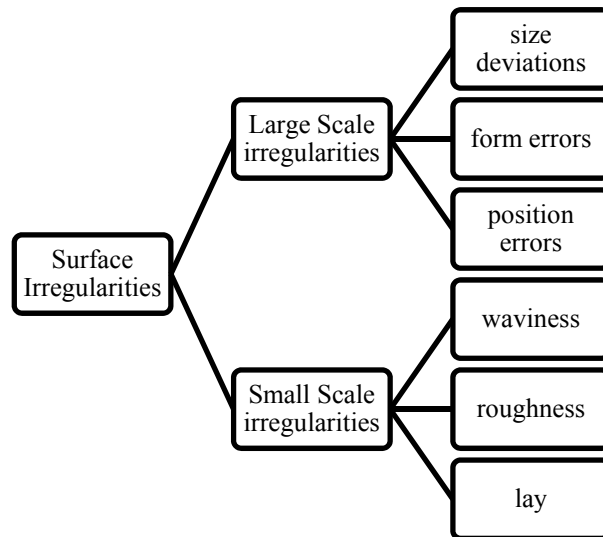 Surface
Irregularities
Large Scale
irregularities
size
deviations
form errors
position
errors
Small Scale
irregularities
waviness
roughness
lay